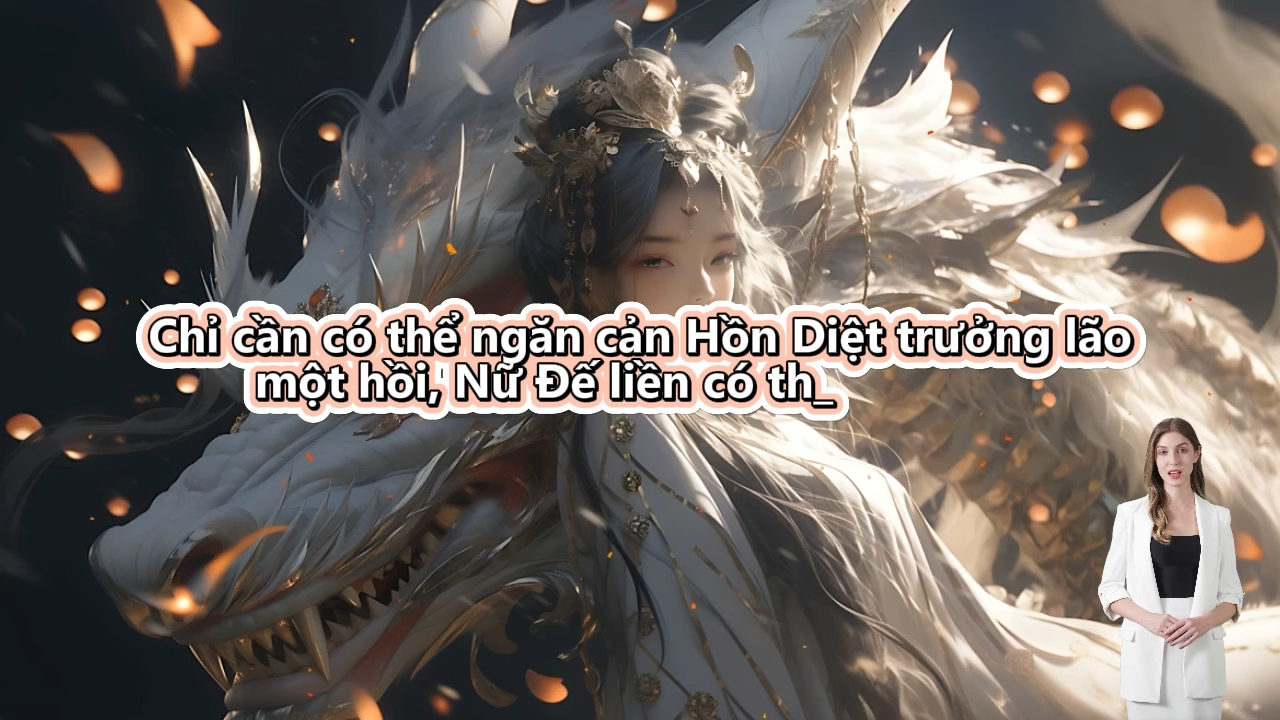 Chỉ cần có thể ngăn cản Hồn Diệt trưởng lão
một hồi, Nữ Đế liền có th_